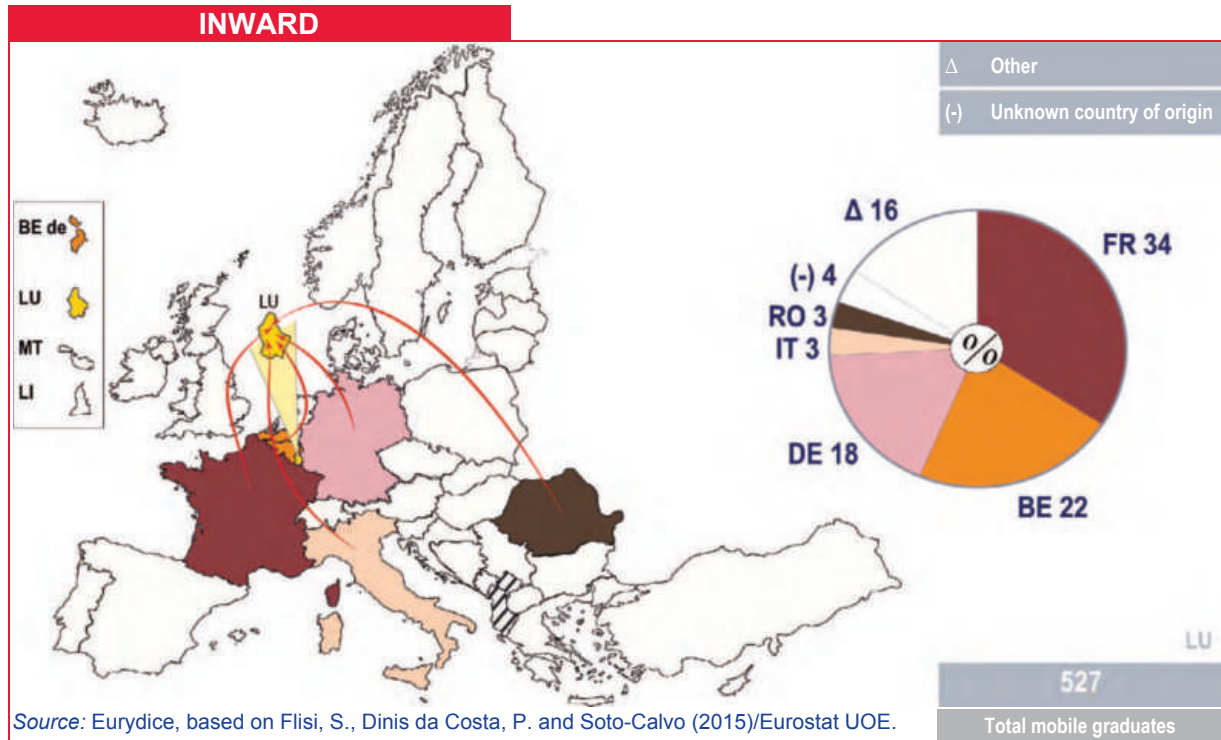 INWARD
Δ Other
(-) Unknown country of origin
BE de
LU
MT
LI
LU
Δ 16
(-) 4
RO 3
IT 3
DE 18
FR 34
BE 22
%
LU
527
Total mobile graduates
Source: Eurydice, based on Flisi, S., Dinis da Costa, P. and Soto-Calvo (2015)/Eurostat UOE.